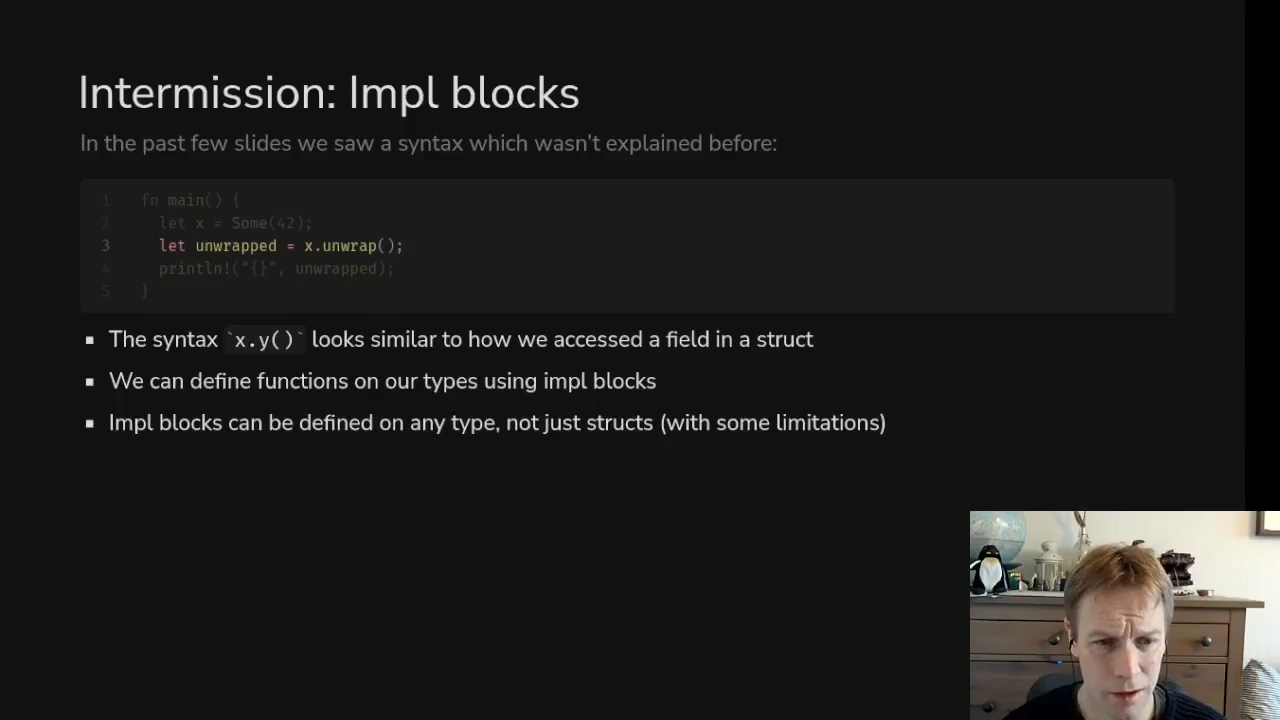 Intermission: Impl blocks
In the past few slides we saw a syntax which wasn't explained before:
1 fn main() {
2 let x = Some(42);
3 let unwrapped = x.unwrap();
4 println!("{}", unwrapped);
5 }
▪ The syntax `x.y()` looks similar to how we accessed a field in a struct
▪ We can define functions on our types using impl blocks
▪ Impl blocks can be defined on any type, not just structs (with some limitations)